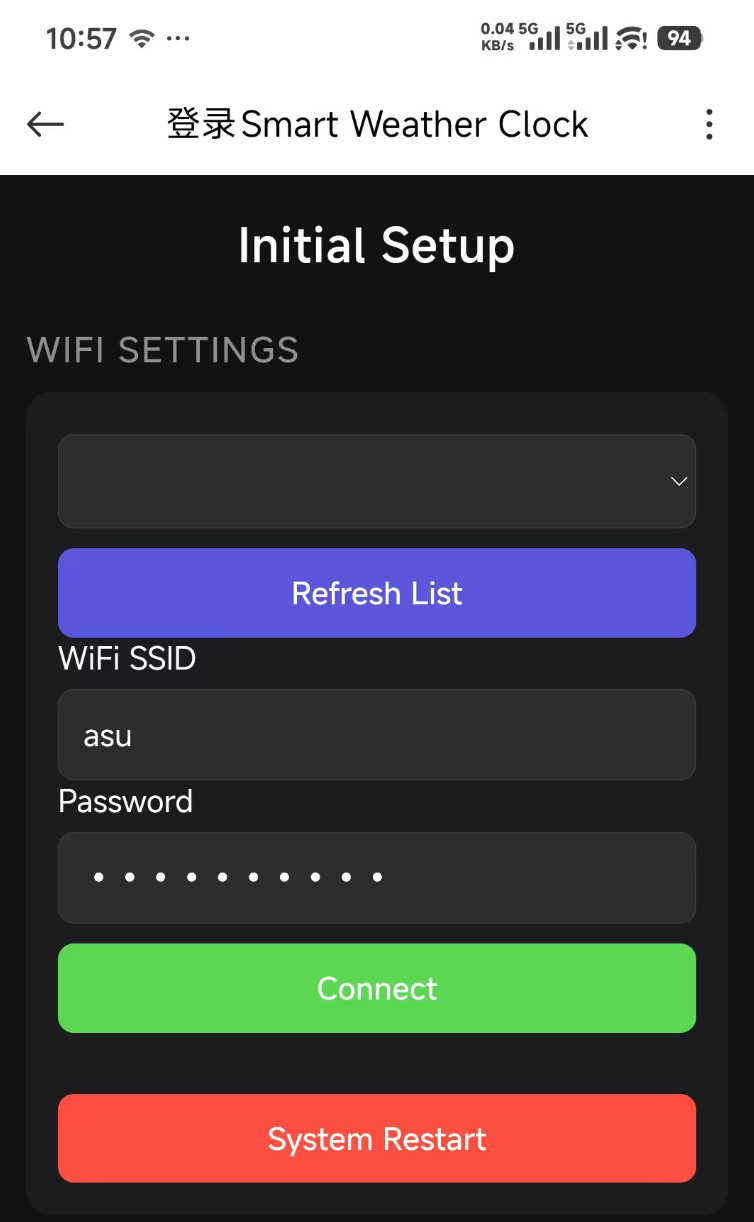 10:57 ...
0.04 KB/s 5G 5G 94
登录Smart Weather Clock
Initial Setup
WIFI SETTINGS
Refresh List
WiFi SSID
asu
Password
• • • • • • • • • •
Connect
System Restart